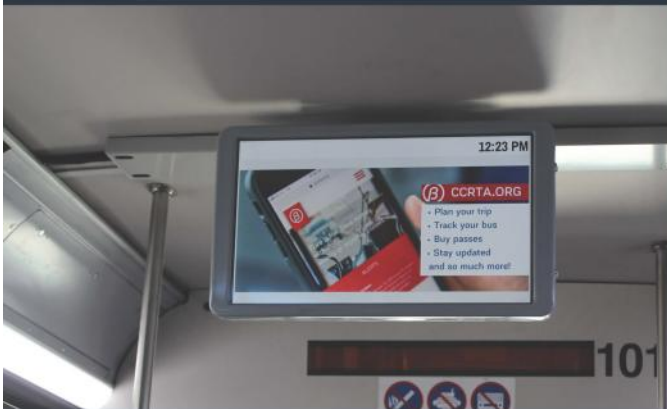 12:23 PM
CCRTA.ORG
- Plan your trip
- Track your bus
- Buy passes
- Stay updated
and so much more!
101